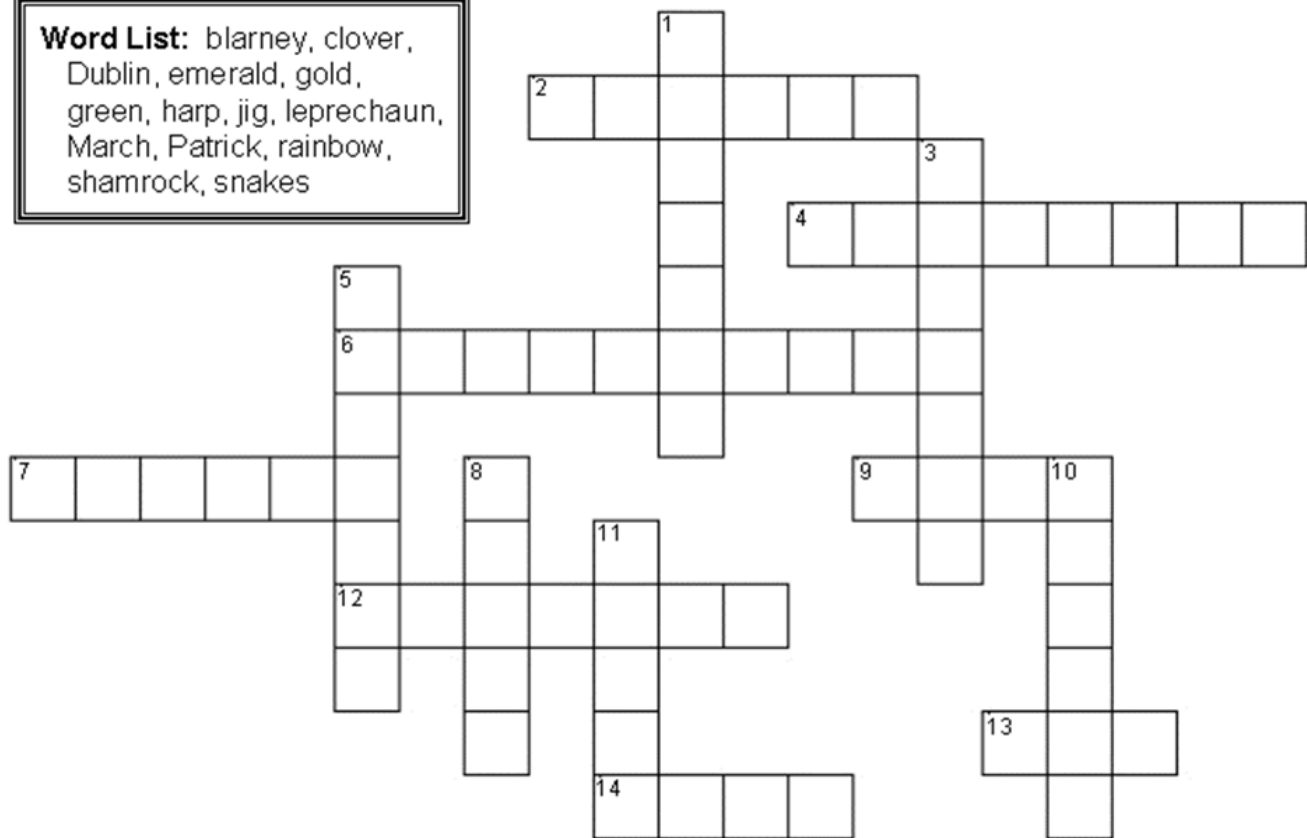 Word List: blarney, clover,
Dublin, emerald, gold,
green, harp, jig, leprechaun,
March, Patrick, rainbow,
shamrock, snakes
1
2
3
4
5
6
7
8
9
10
11
12
13
14